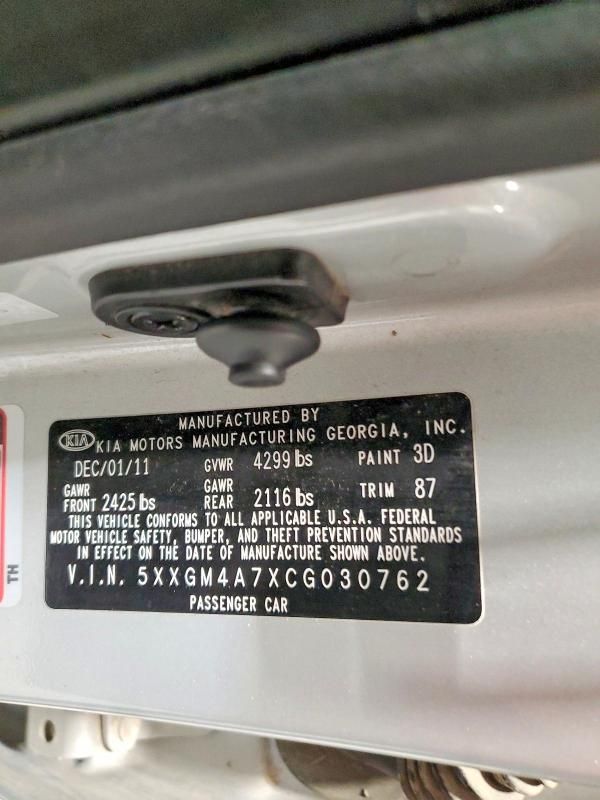 MANUFACTURED BY
KIA KIA MOTORS MANUFACTURING GEORGIA, INC.
DEC/01/11 GVWR 4299 lbs PAINT 3D
GAWR FRONT 2425 lbs GAWR REAR 2116 lbs TRIM 87
THIS VEHICLE CONFORMS TO ALL APPLICABLE U.S.A. FEDERAL
MOTOR VEHICLE SAFETY, BUMPER, AND THEFT PREVENTION STANDARDS
IN EFFECT ON THE DATE OF MANUFACTURE SHOWN ABOVE.
V.I.N. 5XXGM4A7XCG030762
PASSENGER CAR
TH